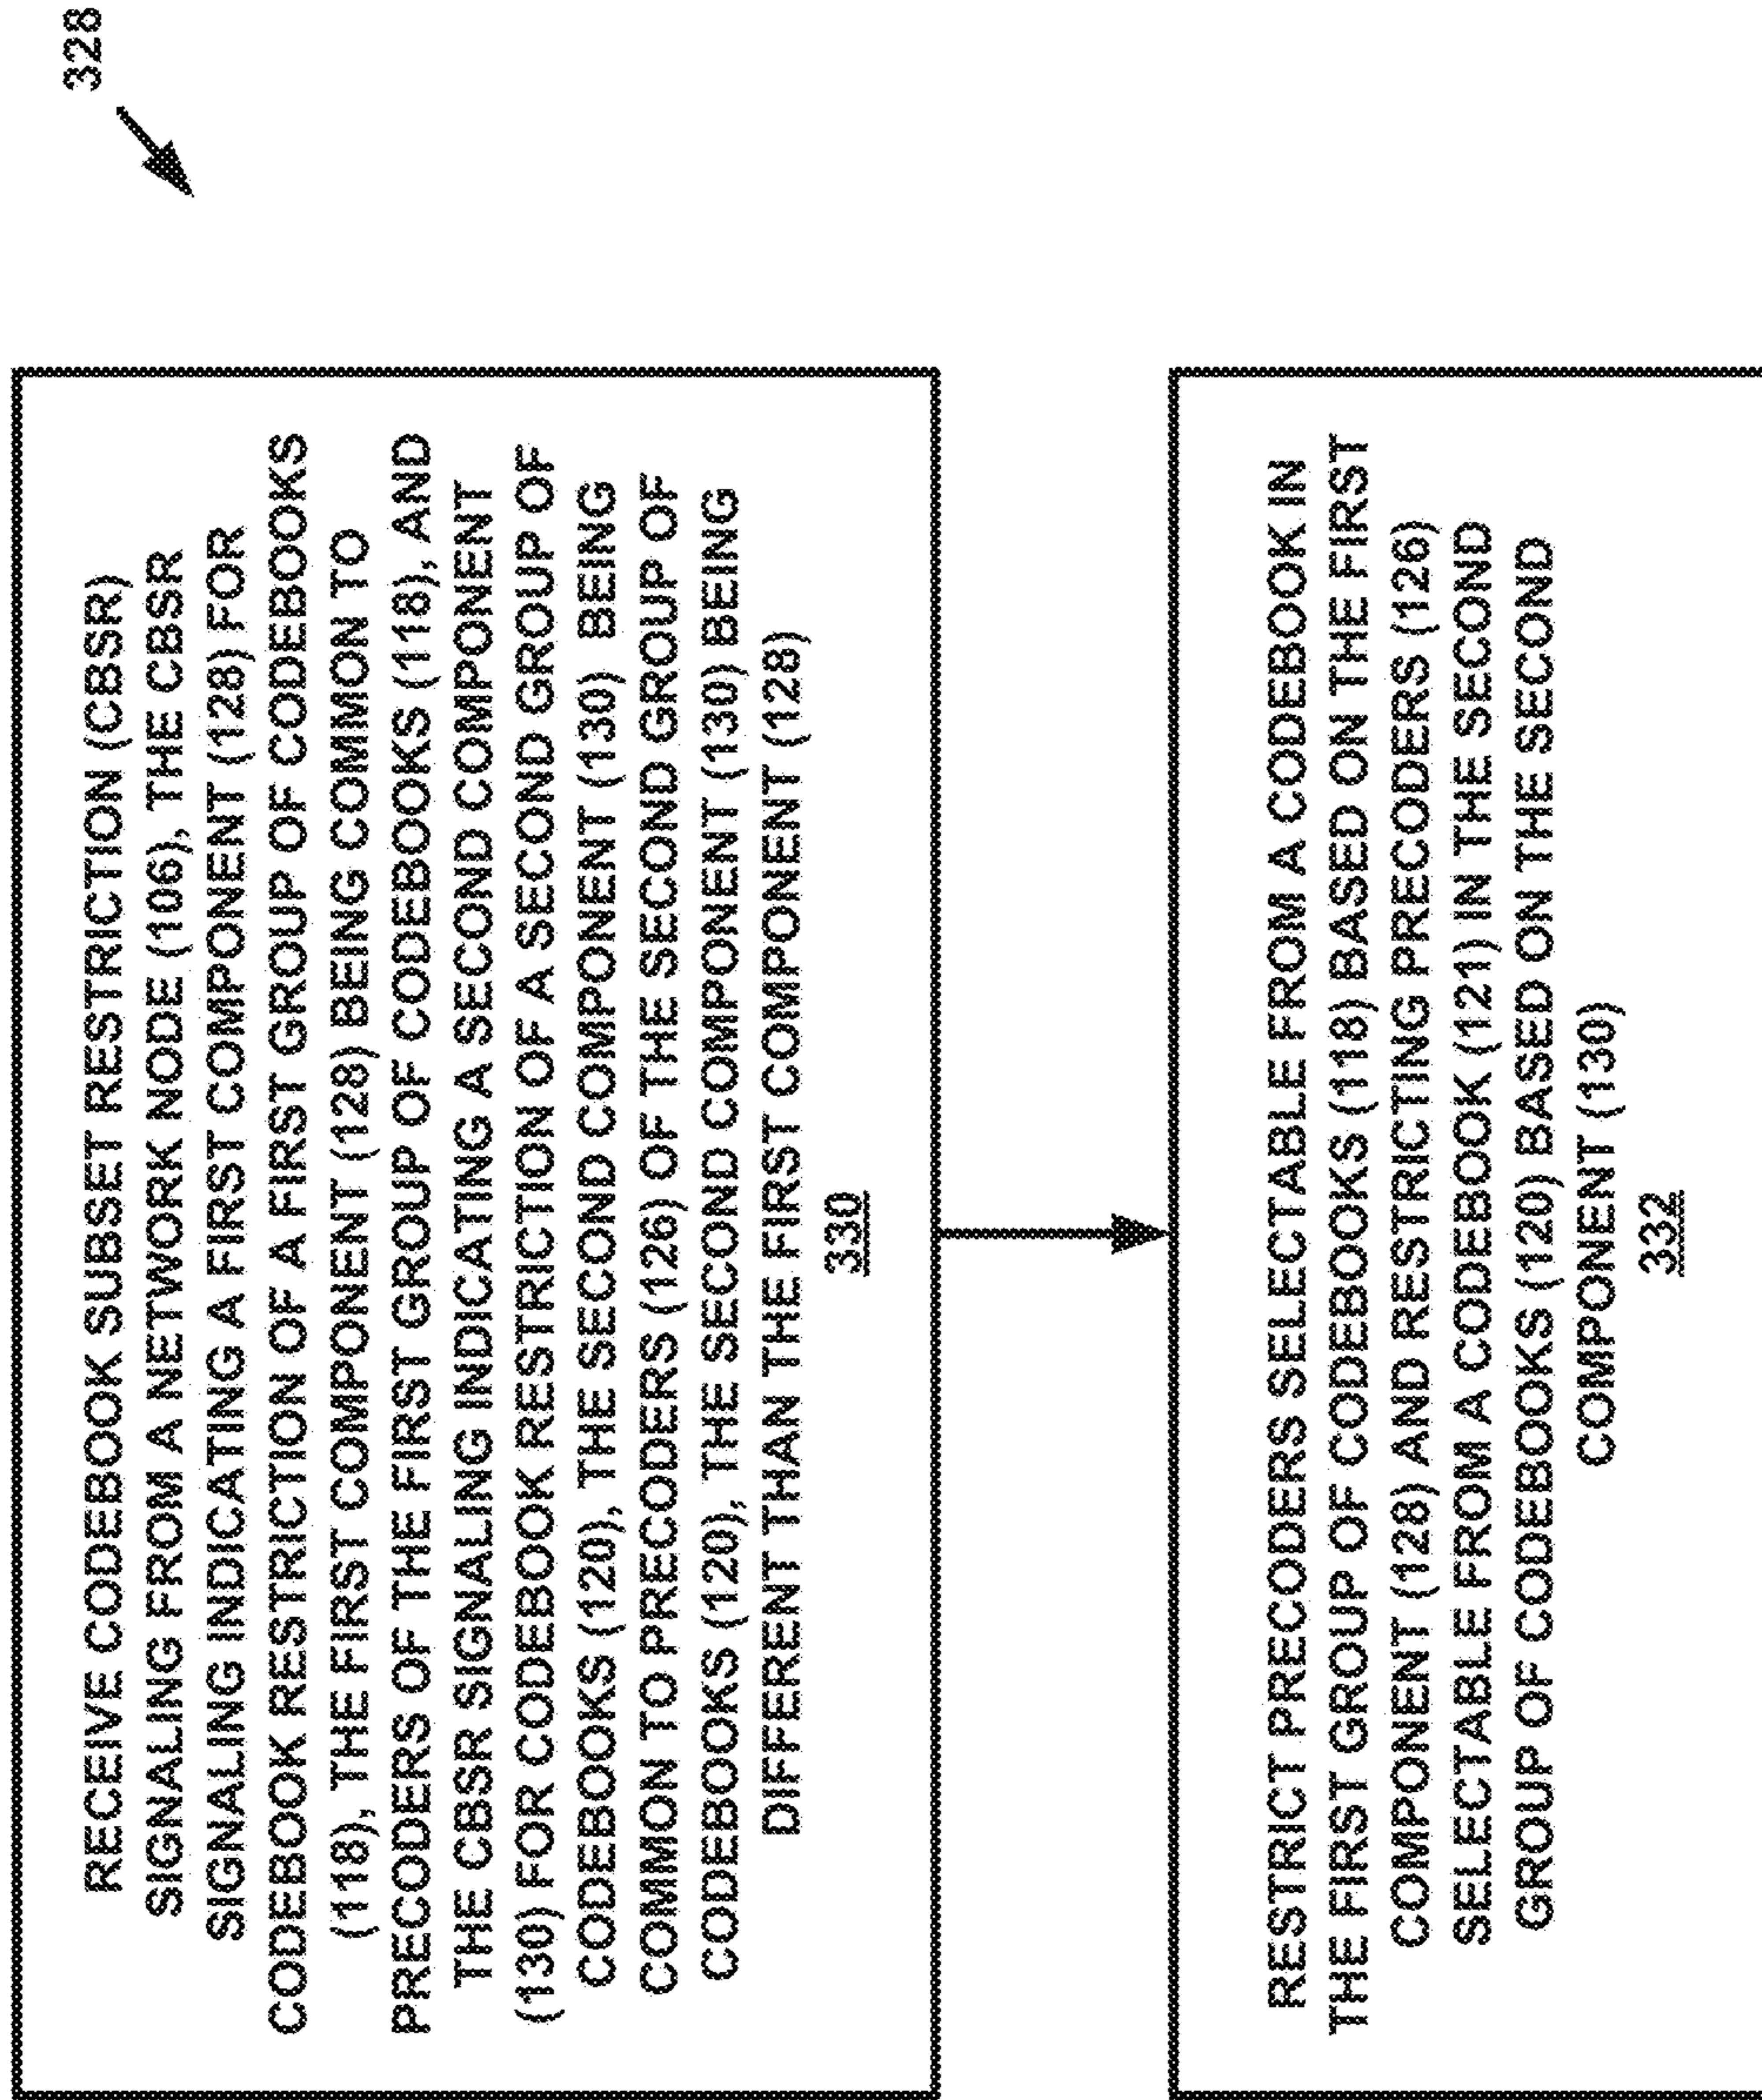 328
RECEIVE CODEBOOK SUBSET RESTRICTION (CBSR)
SIGNALING FROM A NETWORK NODE (106), THE CBSR
SIGNALING INDICATING A FIRST COMPONENT (128) FOR
CODEBOOK RESTRICTION OF A FIRST GROUP OF CODEBOOKS
(118), THE FIRST COMPONENT (128) BEING COMMON TO
PRECODERS OF THE FIRST GROUP OF CODEBOOKS (118), AND
THE CBSR SIGNALING INDICATING A SECOND COMPONENT
(130) FOR CODEBOOK RESTRICTION OF A SECOND GROUP OF
CODEBOOKS (120), THE SECOND COMPONENT (130) BEING
COMMON TO PRECODERS (126) OF THE SECOND GROUP OF
CODEBOOKS (120), THE SECOND COMPONENT (130) BEING
DIFFERENT THAN THE FIRST COMPONENT (128)
330
RESTRICT PRECODERS SELECTABLE FROM A CODEBOOK IN
THE FIRST GROUP OF CODEBOOKS (118) BASED ON THE FIRST
COMPONENT (128) AND RESTRICTING PRECODERS (126)
SELECTABLE FROM A CODEBOOK (121) IN THE SECOND
GROUP OF CODEBOOKS (120) BASED ON THE SECOND
COMPONENT (130)
332